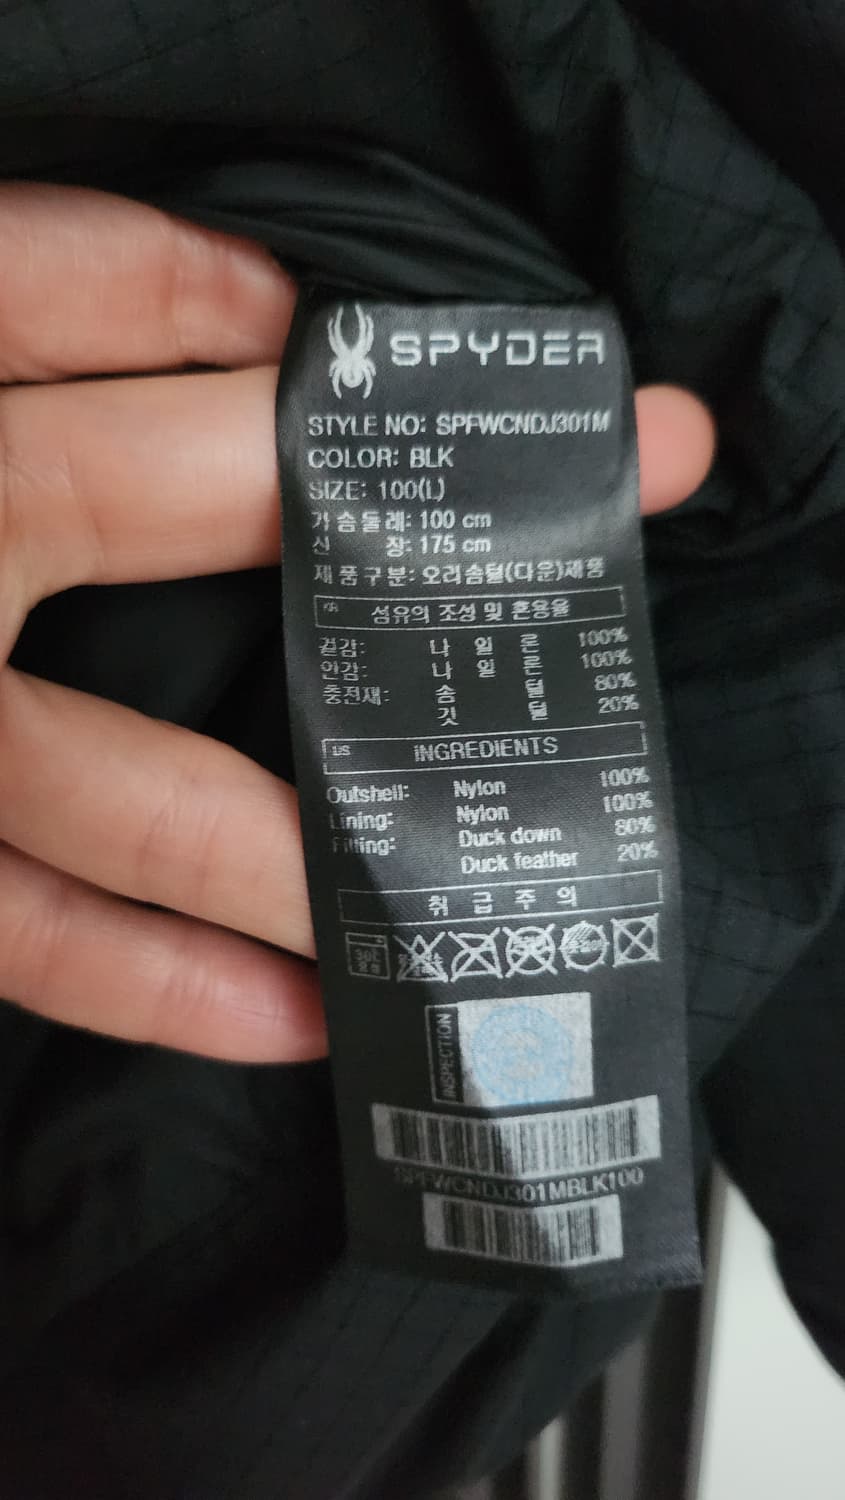 SPYDER
STYLE NO: SPFWCNDJ301M
COLOR: BLK
SIZE: 100(L)
가슴둘레: 100 cm
신 장: 175 cm
제품구분: 오리솜털(다운)제품
KR 섬유의 조성 및 혼용율
겉감: 나 일 론 100%
안감: 나 일 론 100%
충전재: 솜 털 80%
깃 털 20%
US INGREDIENTS
Outshell: Nylon 100%
Lining: Nylon 100%
Filling: Duck down 80%
Duck feather 20%
취 급 주 의
INSPECTION
SPFWCNDJ301MBLK100